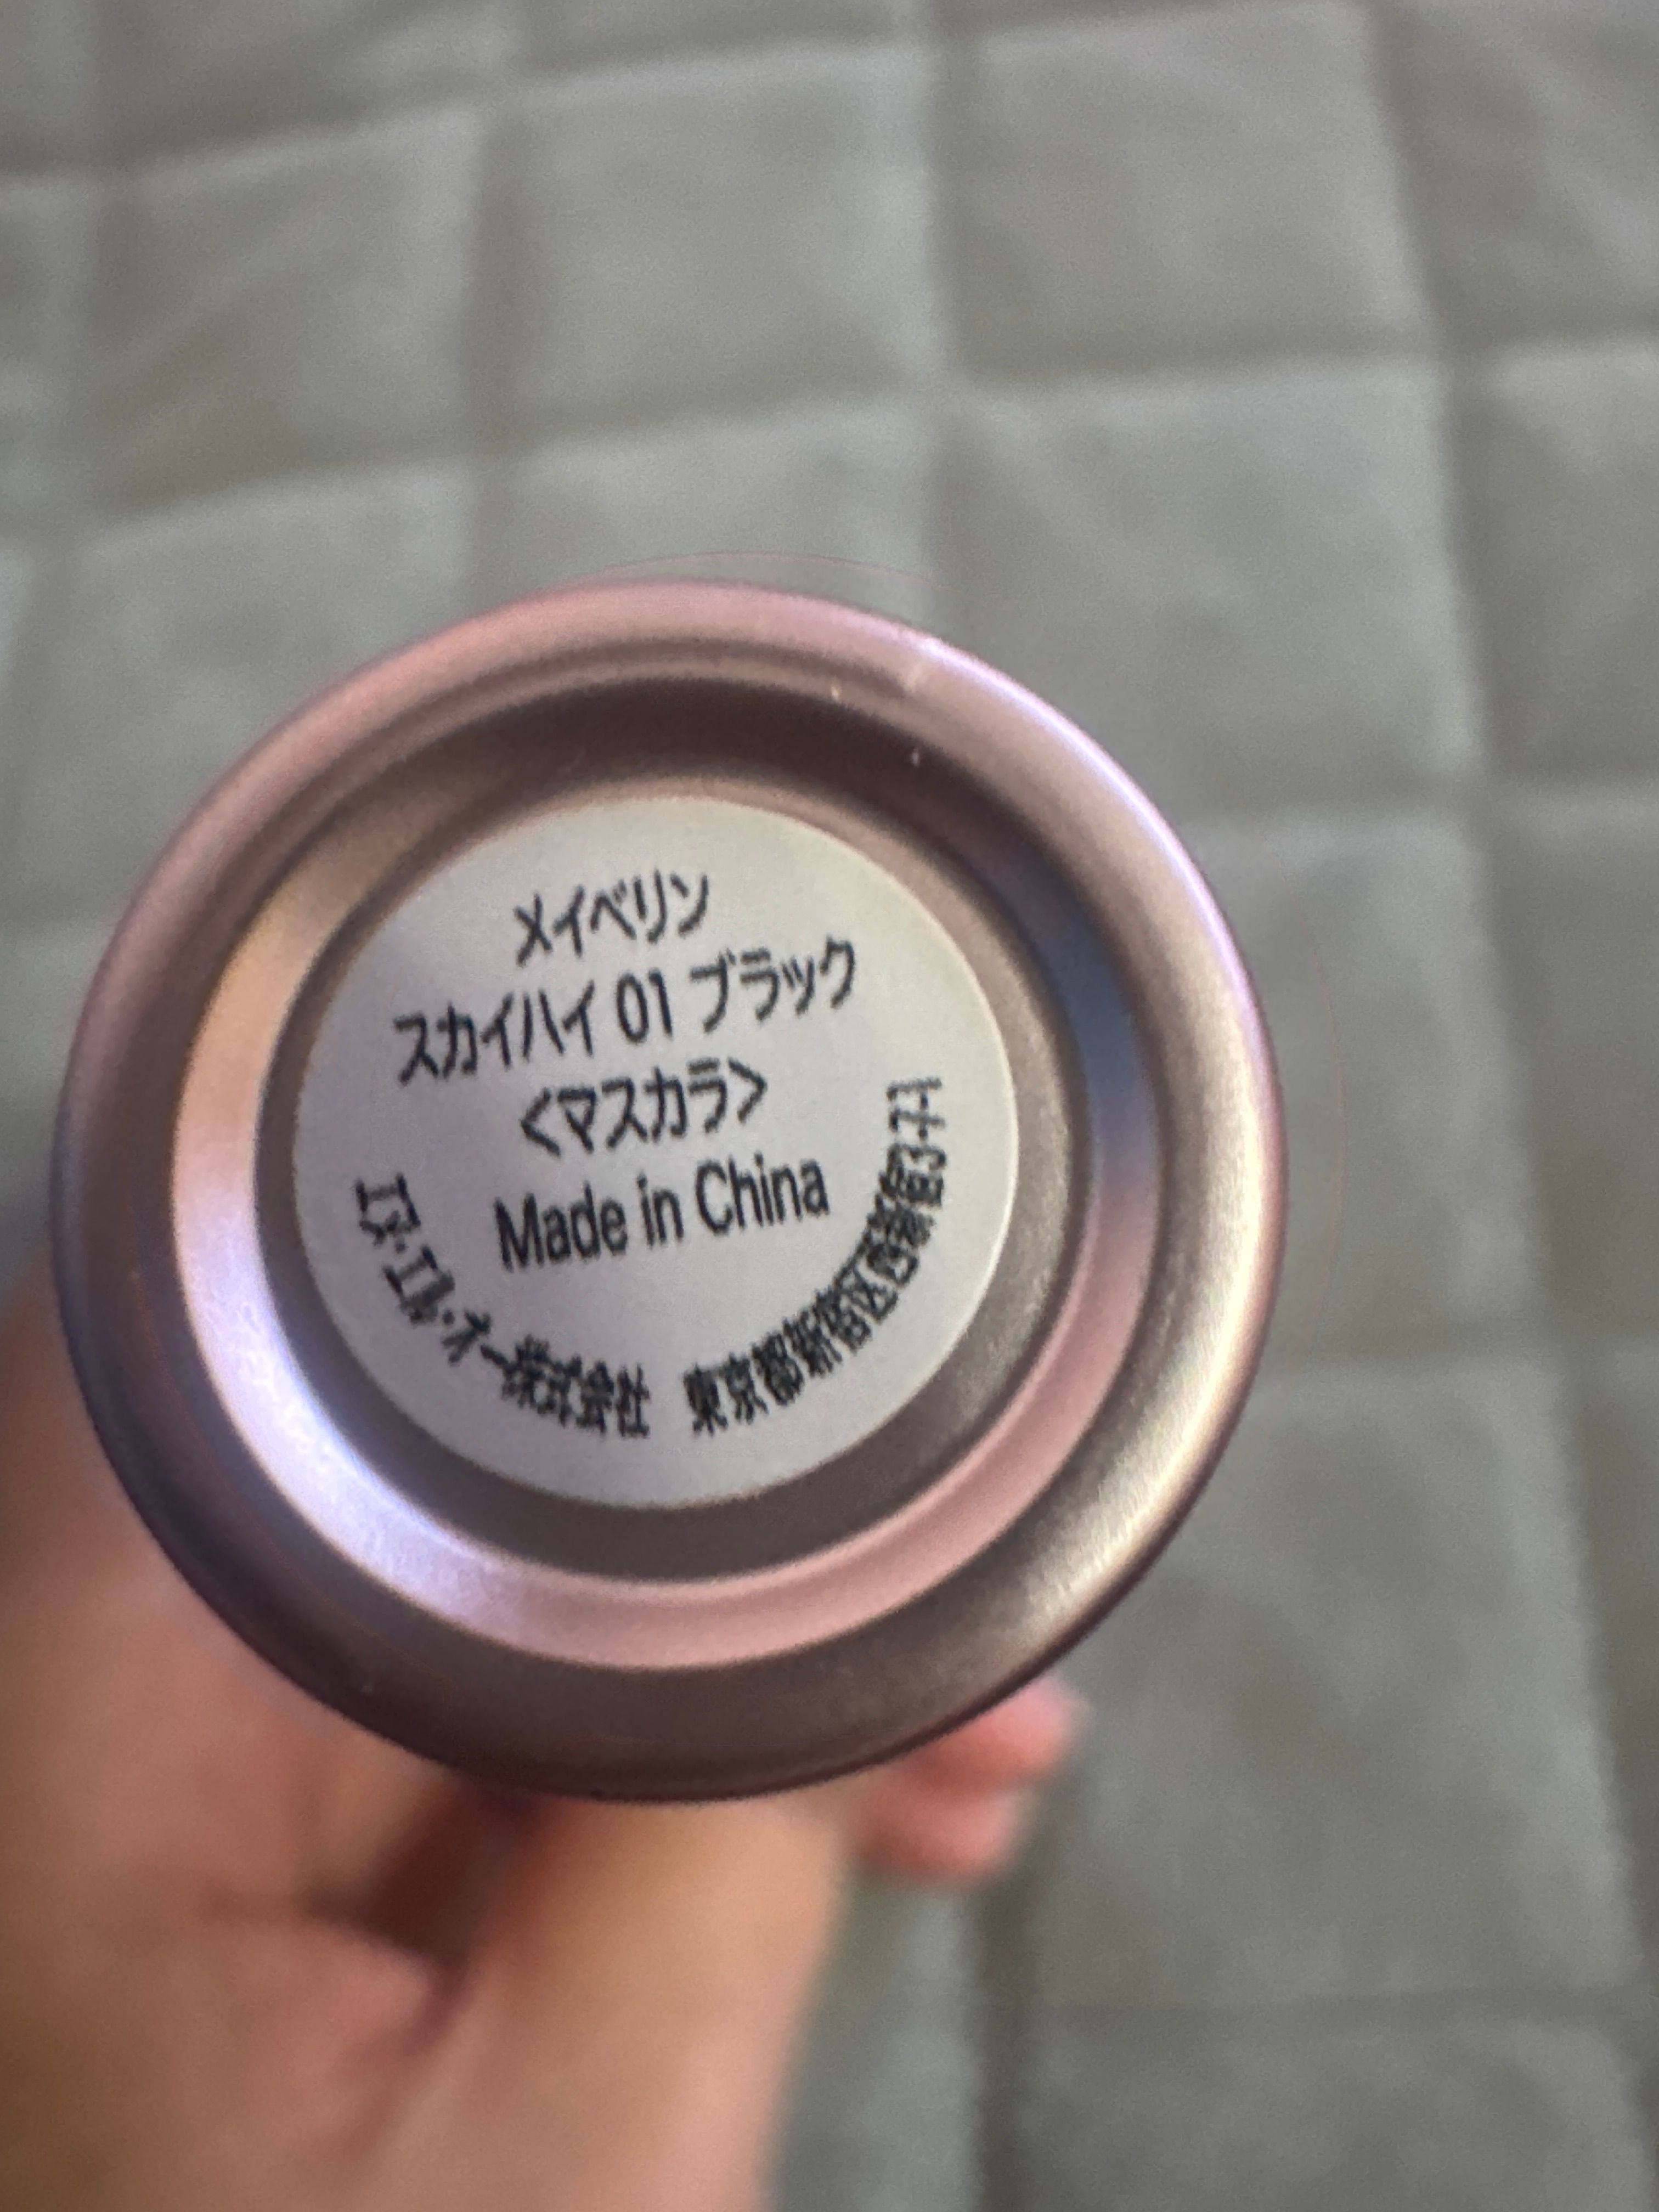 メイベリン
スカイハイ 01 ブラック
<マスカラ>
Made in China
エヌ・エル・オー株式会社 東京都新宿区西新宿3-7-1